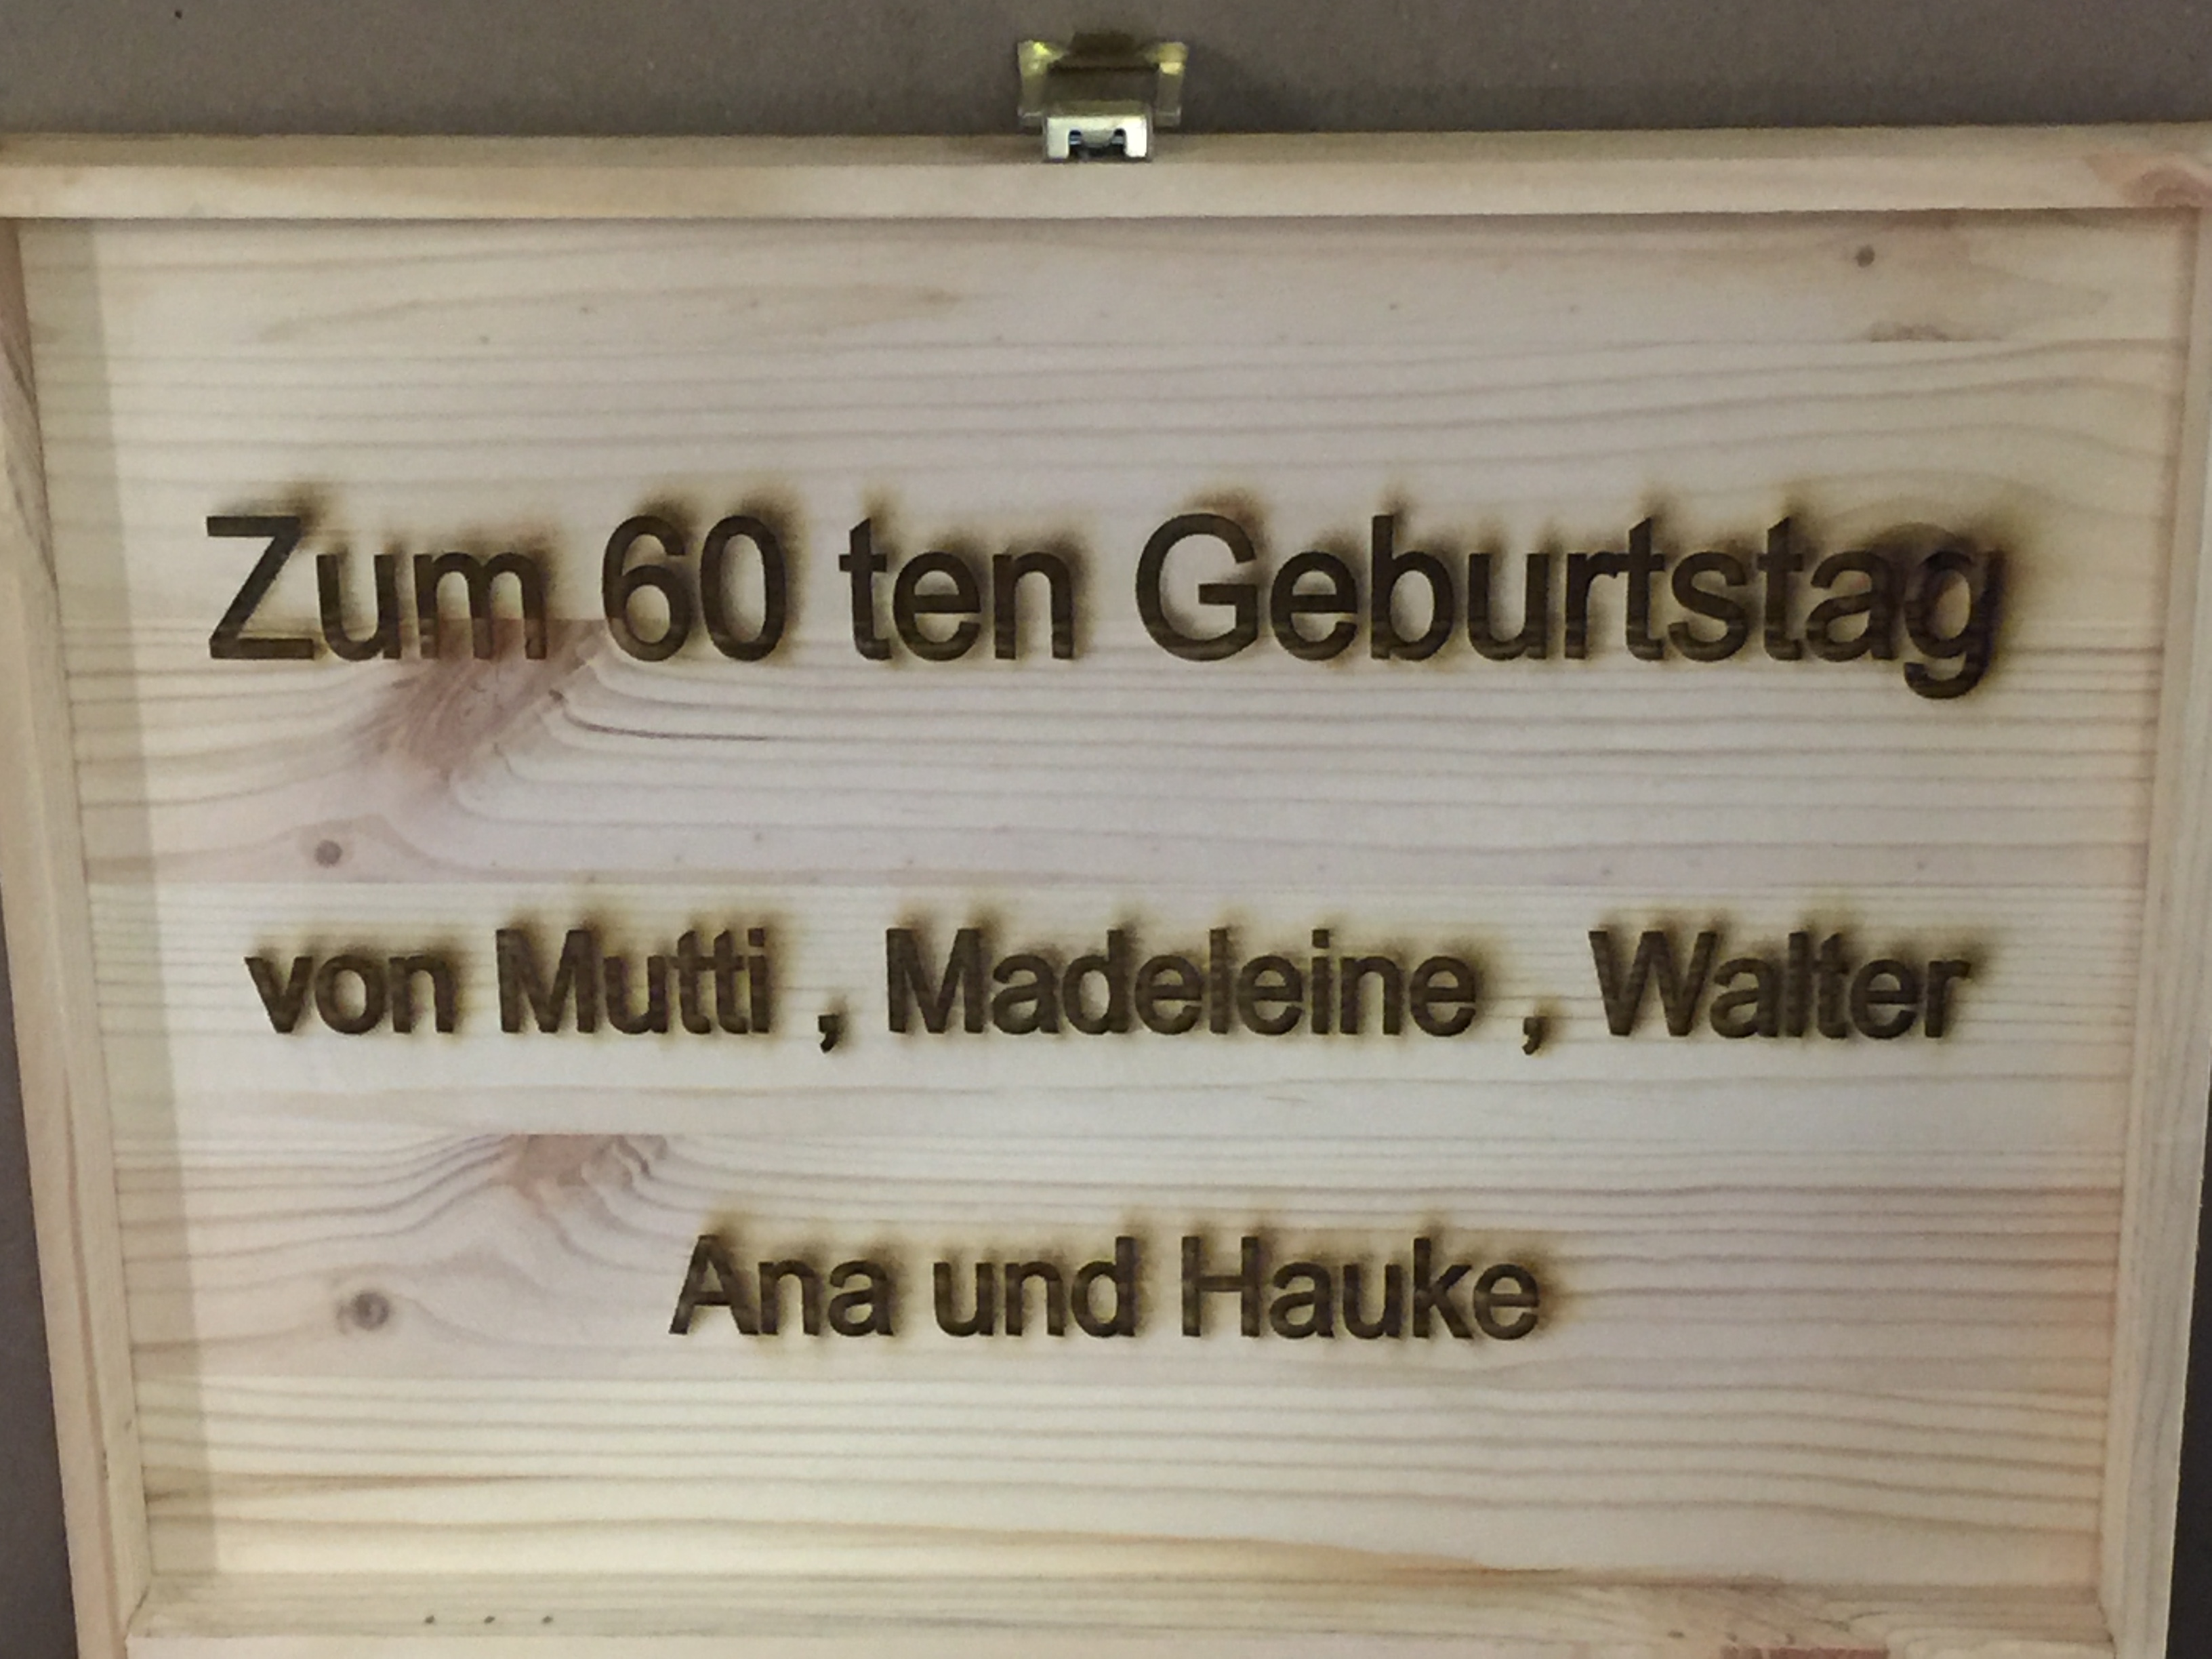 Zum 60 ten Geburtstag
von Mutti , Madeleine , Walter
Ana und Hauke